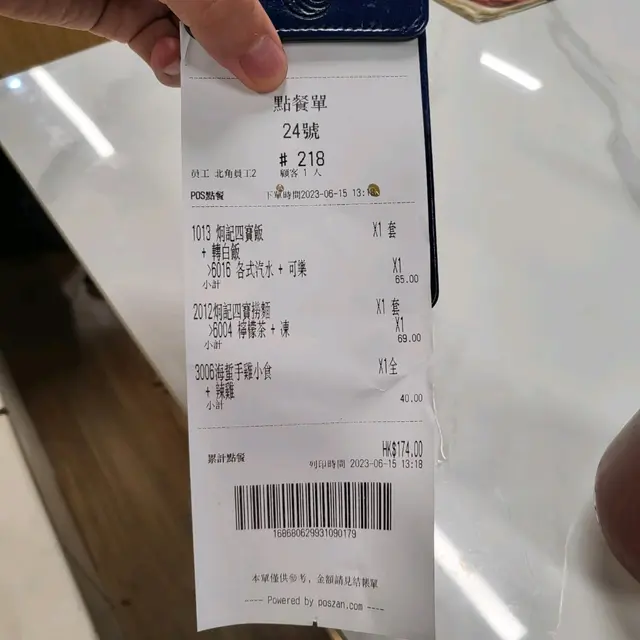 點餐單
24號
# 218
員工 北角員工2 顧客 1 人
POS點餐 下單時間2023-06-15 13:1
1013 炳記四寶飯 X1 套
+ 轉白飯
>6016 各式汽水 + 可樂 X1
小計 65.00
2012炳記四寶撈麵 X1 套
>6004 檸檬茶 + 凍 X1
小計 69.00
3006海蜇手雞小食 X1全
+ 辣雞
小計 40.00
HK$174.00
累計點餐 列印時間 2023-06-15 13:18
168680629931090179
本單僅供參考, 金額請見結帳單
---- Powered by poszan.com ----